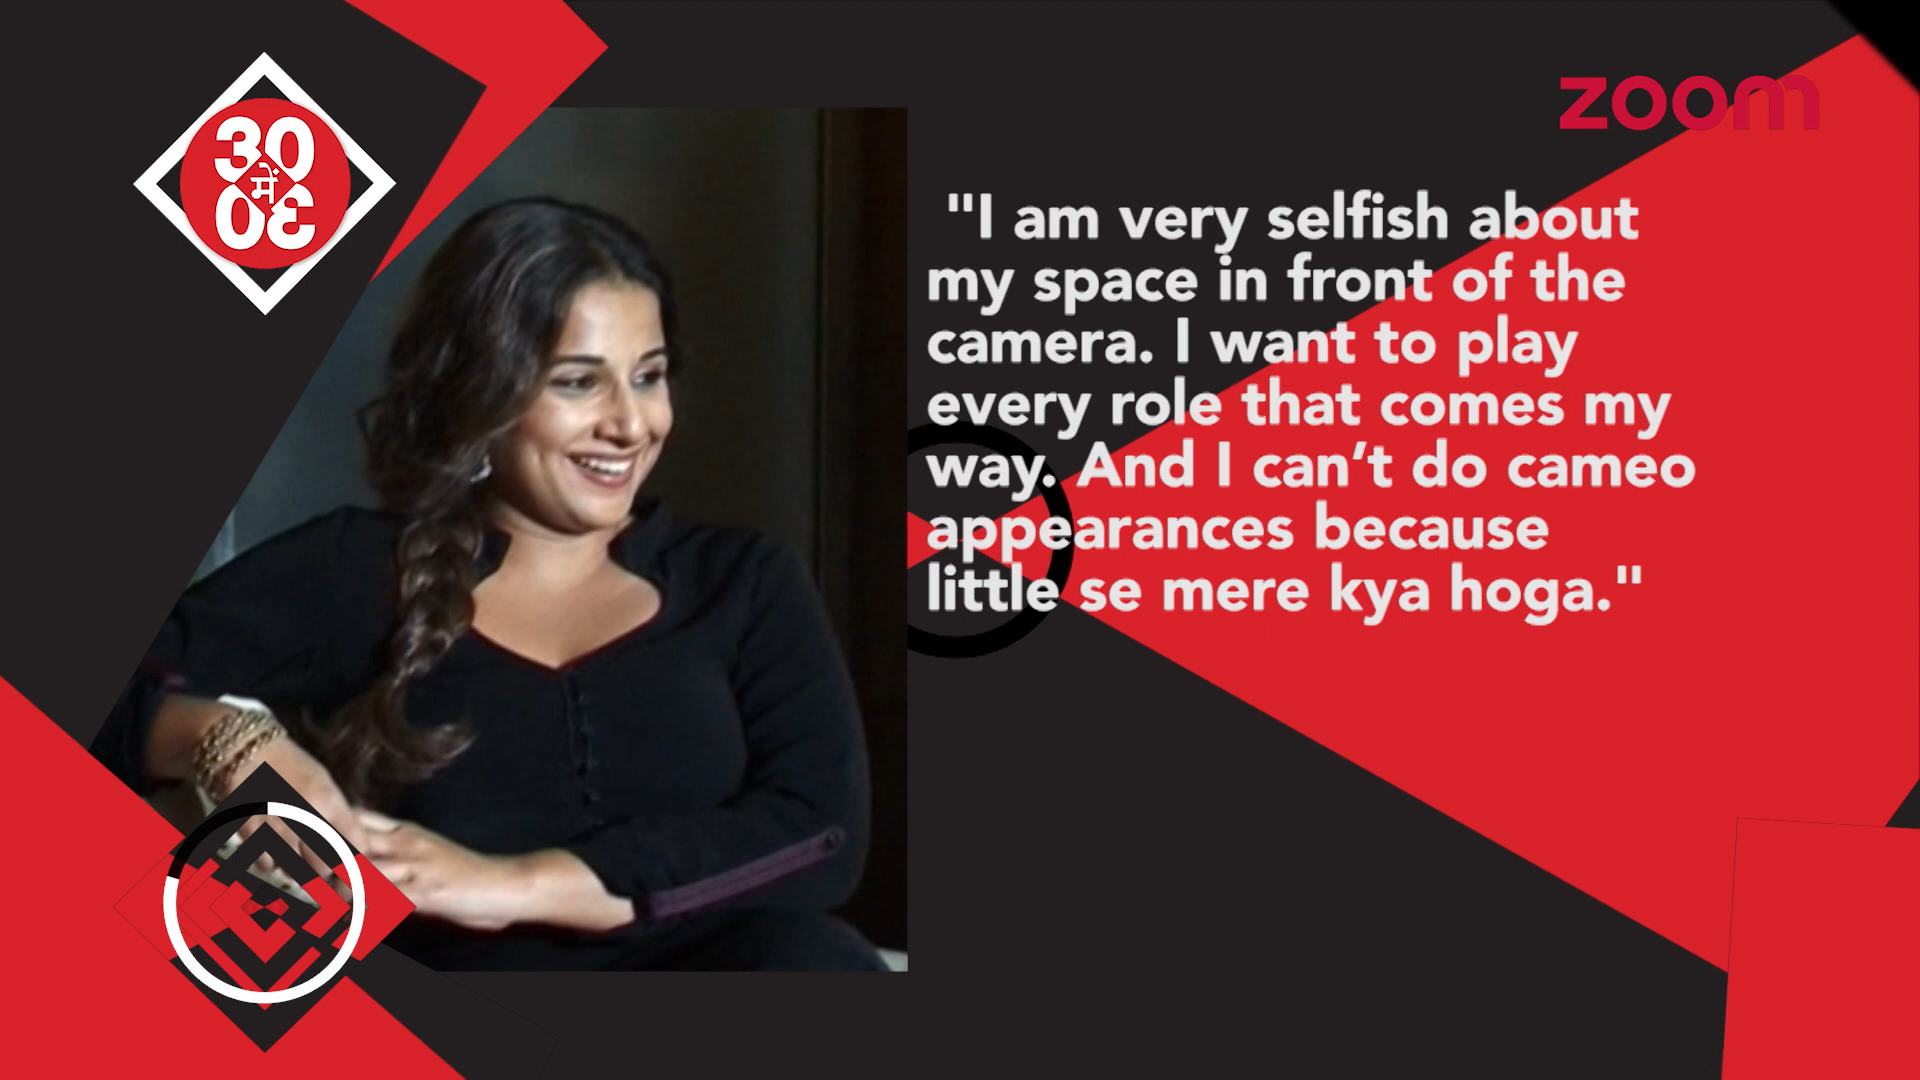 30
में
30
zoom
"I am very selfish about
my space in front of the
camera. I want to play
every role that comes my
way. And I can’t do cameo
appearances because
little se mere kya hoga."